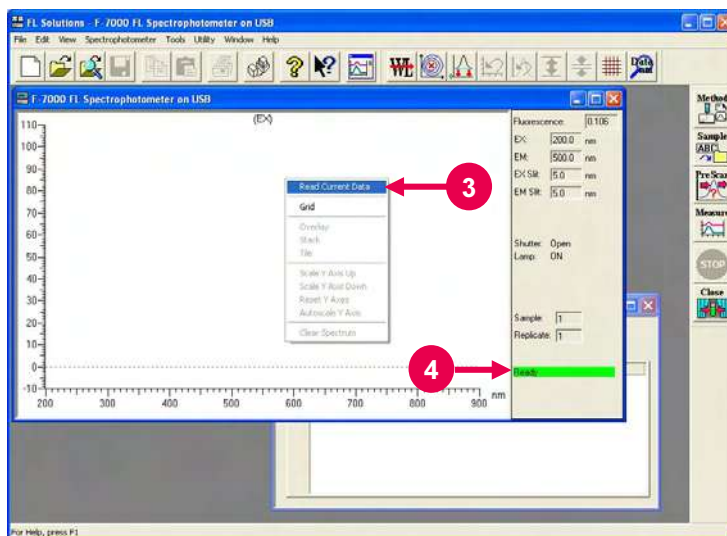 FL Solutions - F-7000 FL Spectrophotometer on USB
File Edit View Spectrophotometer Tools Utility Window Help
F-7000 FL Spectrophotometer on USB
(EX)
110
100
90
80
70
60
50
40
30
20
10
0
-10
200 300 400 500 600 700 800 900 nm
Read Current Data
Grid
Overlay
Stack
Tile
Scale Y Axis Up
Scale Y Axis Down
Reset Y Axes
Autoscale Y Axis
Clear Spectrum
3
4
Fluorescence: 0.106
EX: 200.0 nm
EM: 500.0 nm
EX Slit: 5.0 nm
EM Slit: 5.0 nm
Shutter: Open
Lamp: ON
Sample: 1
Replicate: 1
Ready
WL
Method
Sample
ABC
Pre Scan
Measure
STOP
Close
For Help, press F1